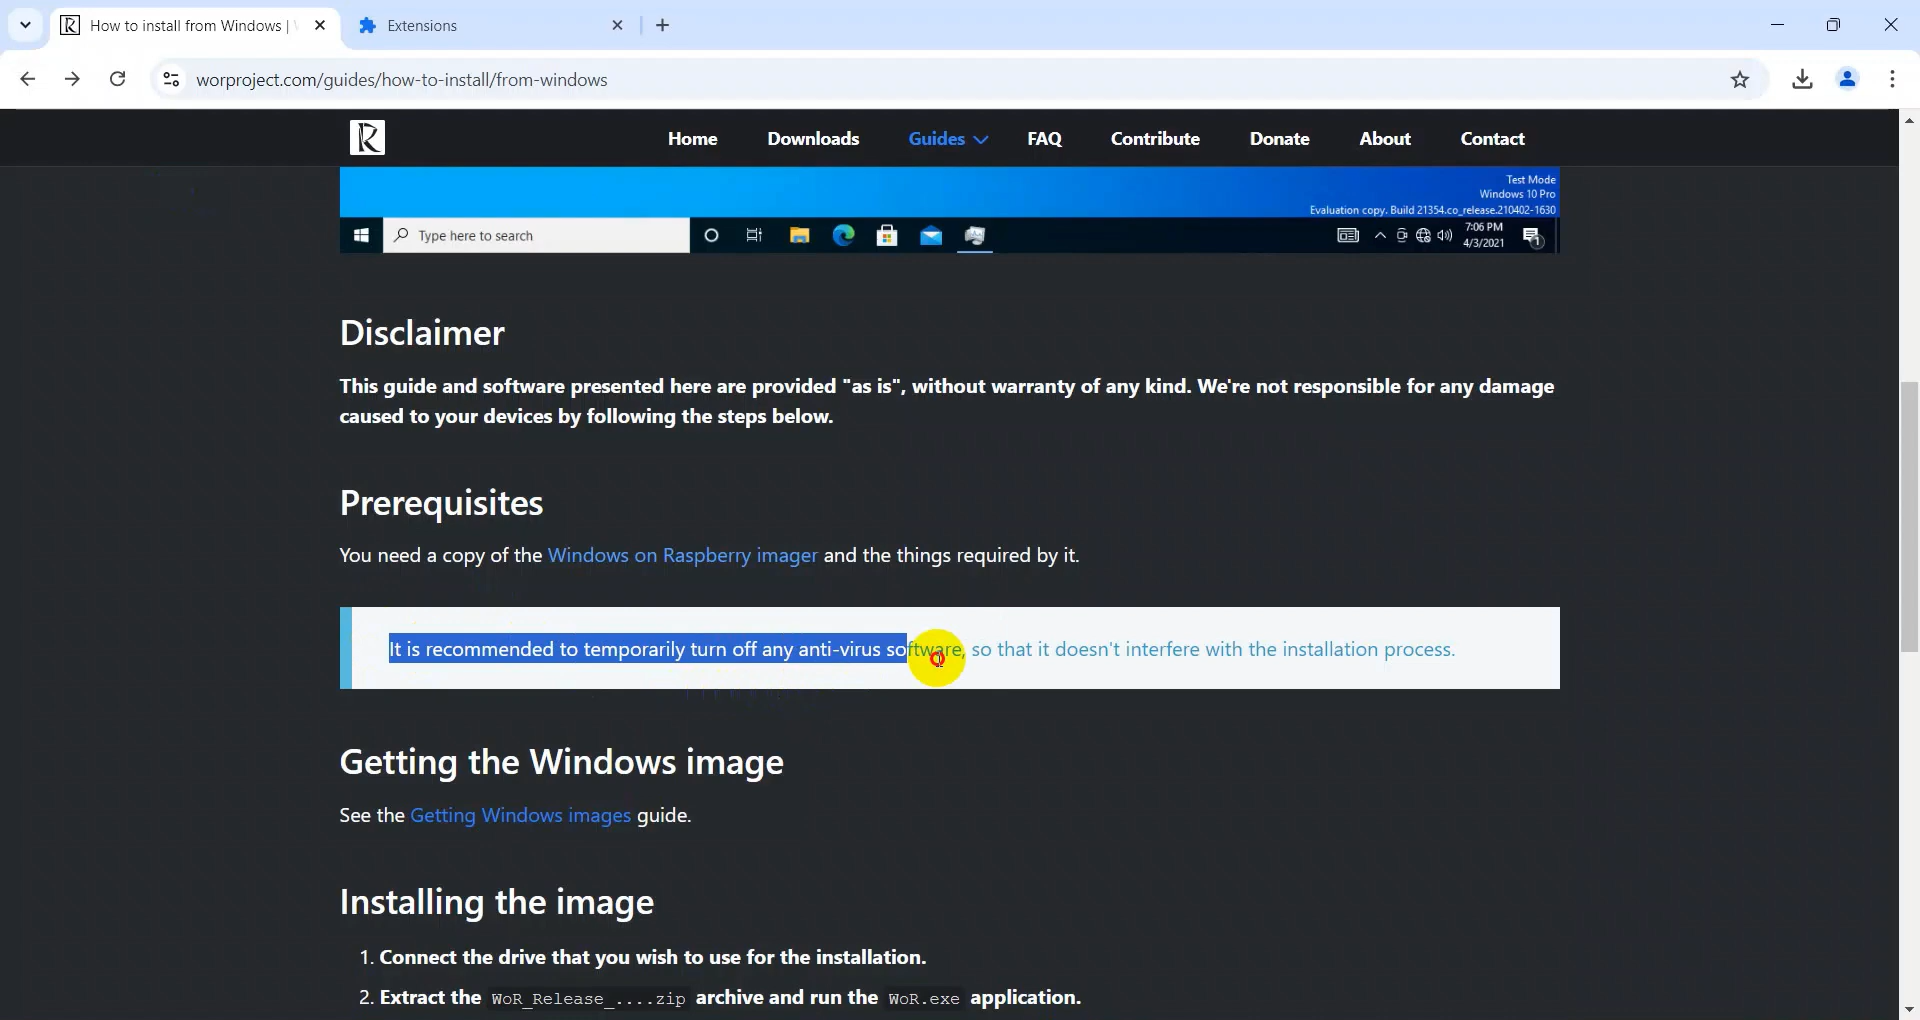 How to install from Windows |
Extensions
worproject.com/guides/how-to-install/from-windows
R
Home
Downloads
Guides
FAQ
Contribute
Donate
About
Contact
Test Mode
Windows 10 Pro
Evaluation copy. Build 21354.co_release.210402-1630
Type here to search
7:06 PM
4/3/2021
1
Disclaimer
This guide and software presented here are provided "as is", without warranty of any kind. We're not responsible for any damage
caused to your devices by following the steps below.
Prerequisites
You need a copy of the Windows on Raspberry imager and the things required by it.
It is recommended to temporarily turn off any anti-virus software, so that it doesn't interfere with the installation process.
Getting the Windows image
See the Getting Windows images guide.
Installing the image
1. Connect the drive that you wish to use for the installation.
2. Extract the WoR_Release_....zip archive and run the WoR.exe application.